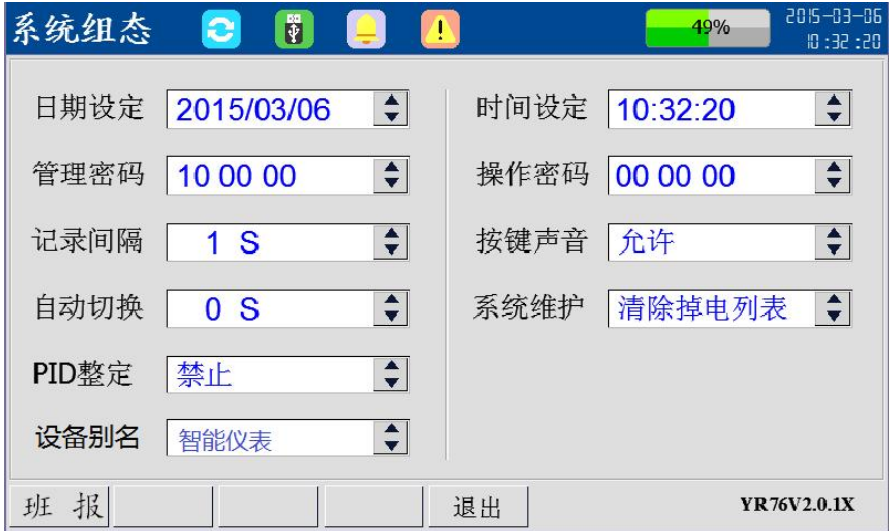 系统组态
49%
2015-03-06
10:32:20
日期设定 2015/03/06
时间设定 10:32:20
管理密码 10 00 00
操作密码 00 00 00
记录间隔 1 S
按键声音 允许
自动切换 0 S
系统维护 清除掉电列表
PID整定 禁止
设备别名 智能仪表
班 报
退出
YR76V2.0.1X